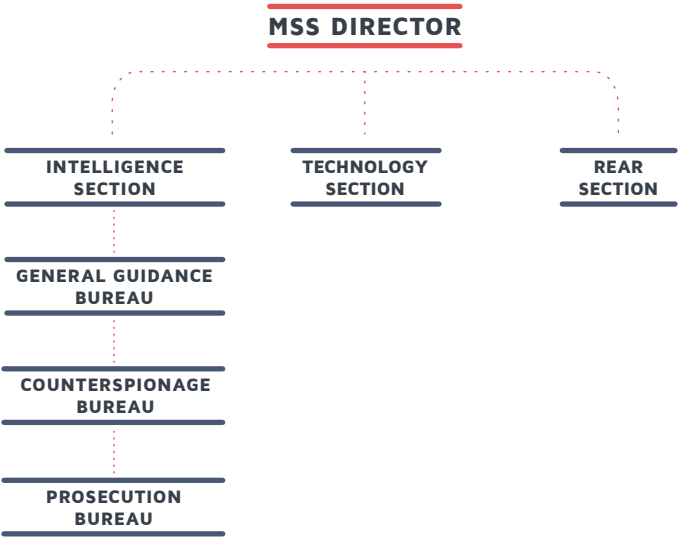 MSS DIRECTOR
INTELLIGENCE
SECTION
TECHNOLOGY
SECTION
REAR
SECTION
GENERAL GUIDANCE
BUREAU
COUNTERSPIONAGE
BUREAU
PROSECUTION
BUREAU